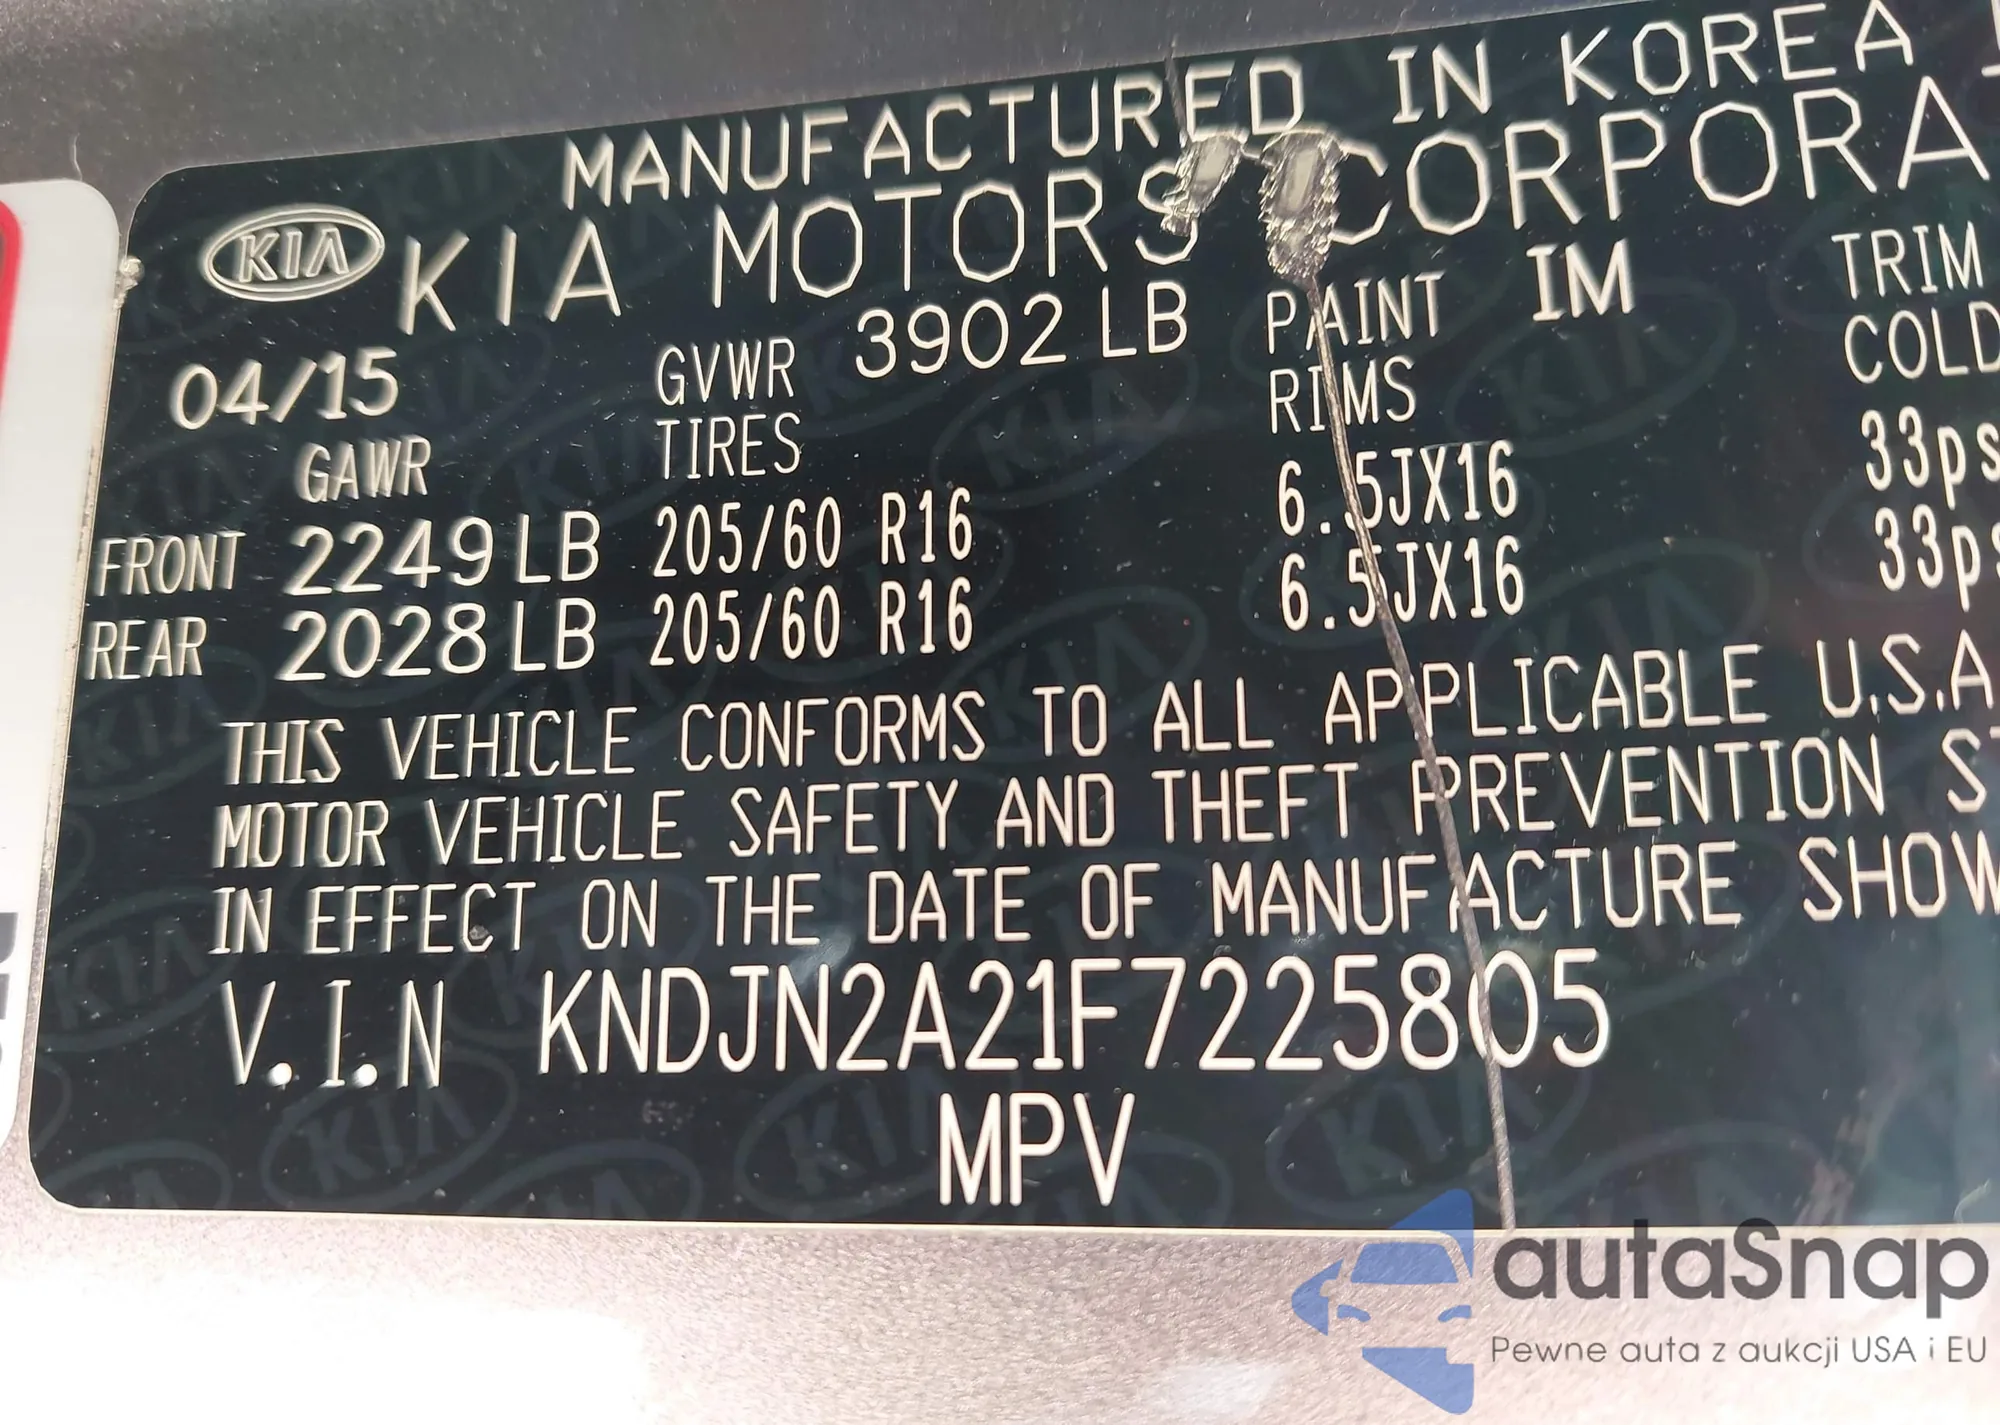 MANUFACTURED IN KOREA
KIA KIA MOTORS CORPORA
04/15 GVWR 3902 LB PAINT IM TRIM
GAWR TIRES RIMS COLD
FRONT 2249 LB 205/60 R16 6.5JX16 33ps
REAR 2028 LB 205/60 R16 6.5JX16 33ps
THIS VEHICLE CONFORMS TO ALL APPLICABLE U.S.A
MOTOR VEHICLE SAFETY AND THEFT PREVENTION ST
IN EFFECT ON THE DATE OF MANUFACTURE SHOW
V.I.N KNDJN2A21F7225805
MPV
autaSnap
Pewne auta z aukcji USA i EU